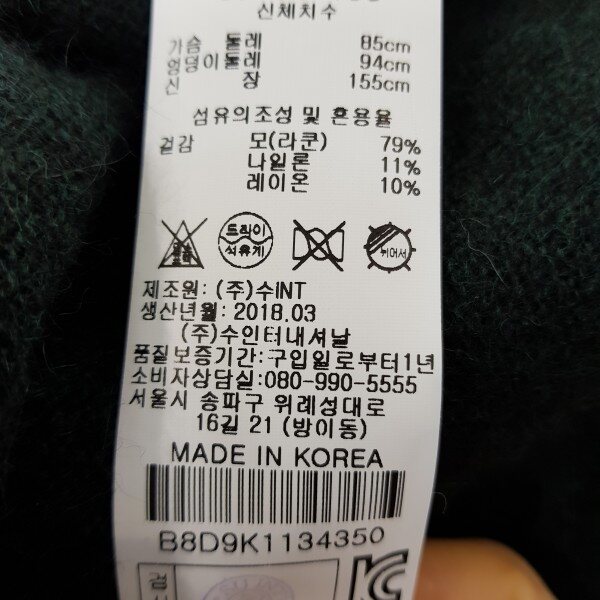 신체치수
가슴 둘레 85cm
엉덩이둘레 94cm
신 장 155cm
섬유의조성 및 혼용율
겉감 모(라쿤) 79%
나일론 11%
레이온 10%
드라이
석유계
뉘어서
제조원: (주)수INT
생산년월: 2018.03
(주)수인터내셔날
품질보증기간:구입일로부터1년
소비자상담실:080-990-5555
서울시 송파구 위례성대로
16길 21 (방이동)
MADE IN KOREA
B8D9K1134350